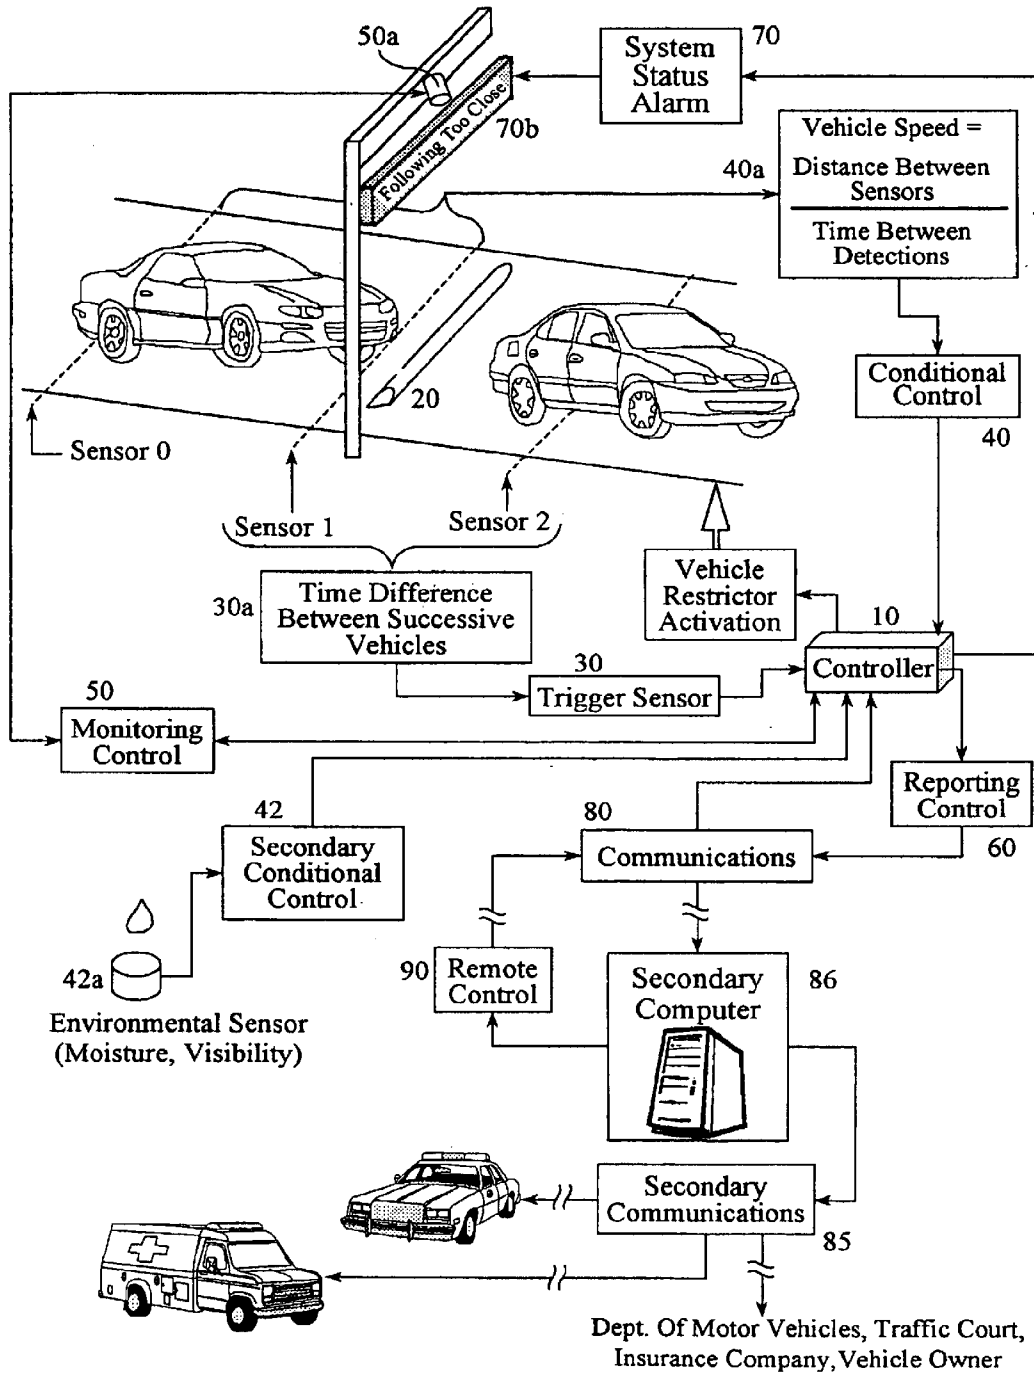 50a
System
Status
Alarm
70
Following Too Close
70b
40a
Vehicle Speed =
Distance Between
Sensors
Time Between
Detections
Conditional
Control
40
20
Sensor 0
Sensor 1
Sensor 2
30a
Time Difference
Between Successive
Vehicles
Vehicle
Restrictor
Activation
10
Controller
30
Trigger Sensor
50
Monitoring
Control
Reporting
Control
60
42
Secondary
Conditional
Control
80
Communications
42a
Environmental Sensor
(Moisture, Visibility)
90
Remote
Control
Secondary
Computer
86
Secondary
Communications
85
Dept. Of Motor Vehicles, Traffic Court,
Insurance Company, Vehicle Owner